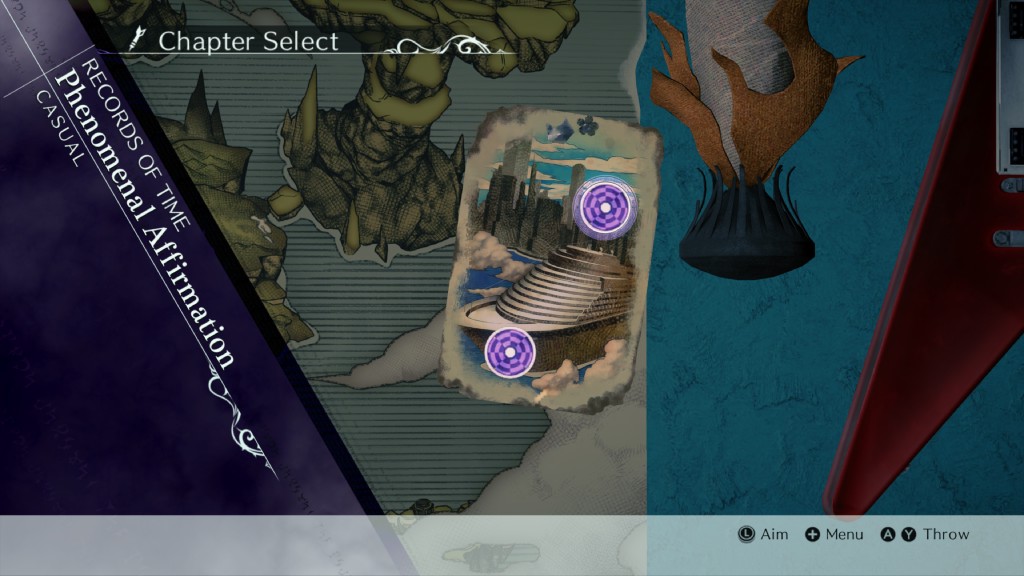 Chapter Select
RECORDS OF TIME
Phenomenal Affirmation
CASUAL
L Aim + Menu A Y Throw